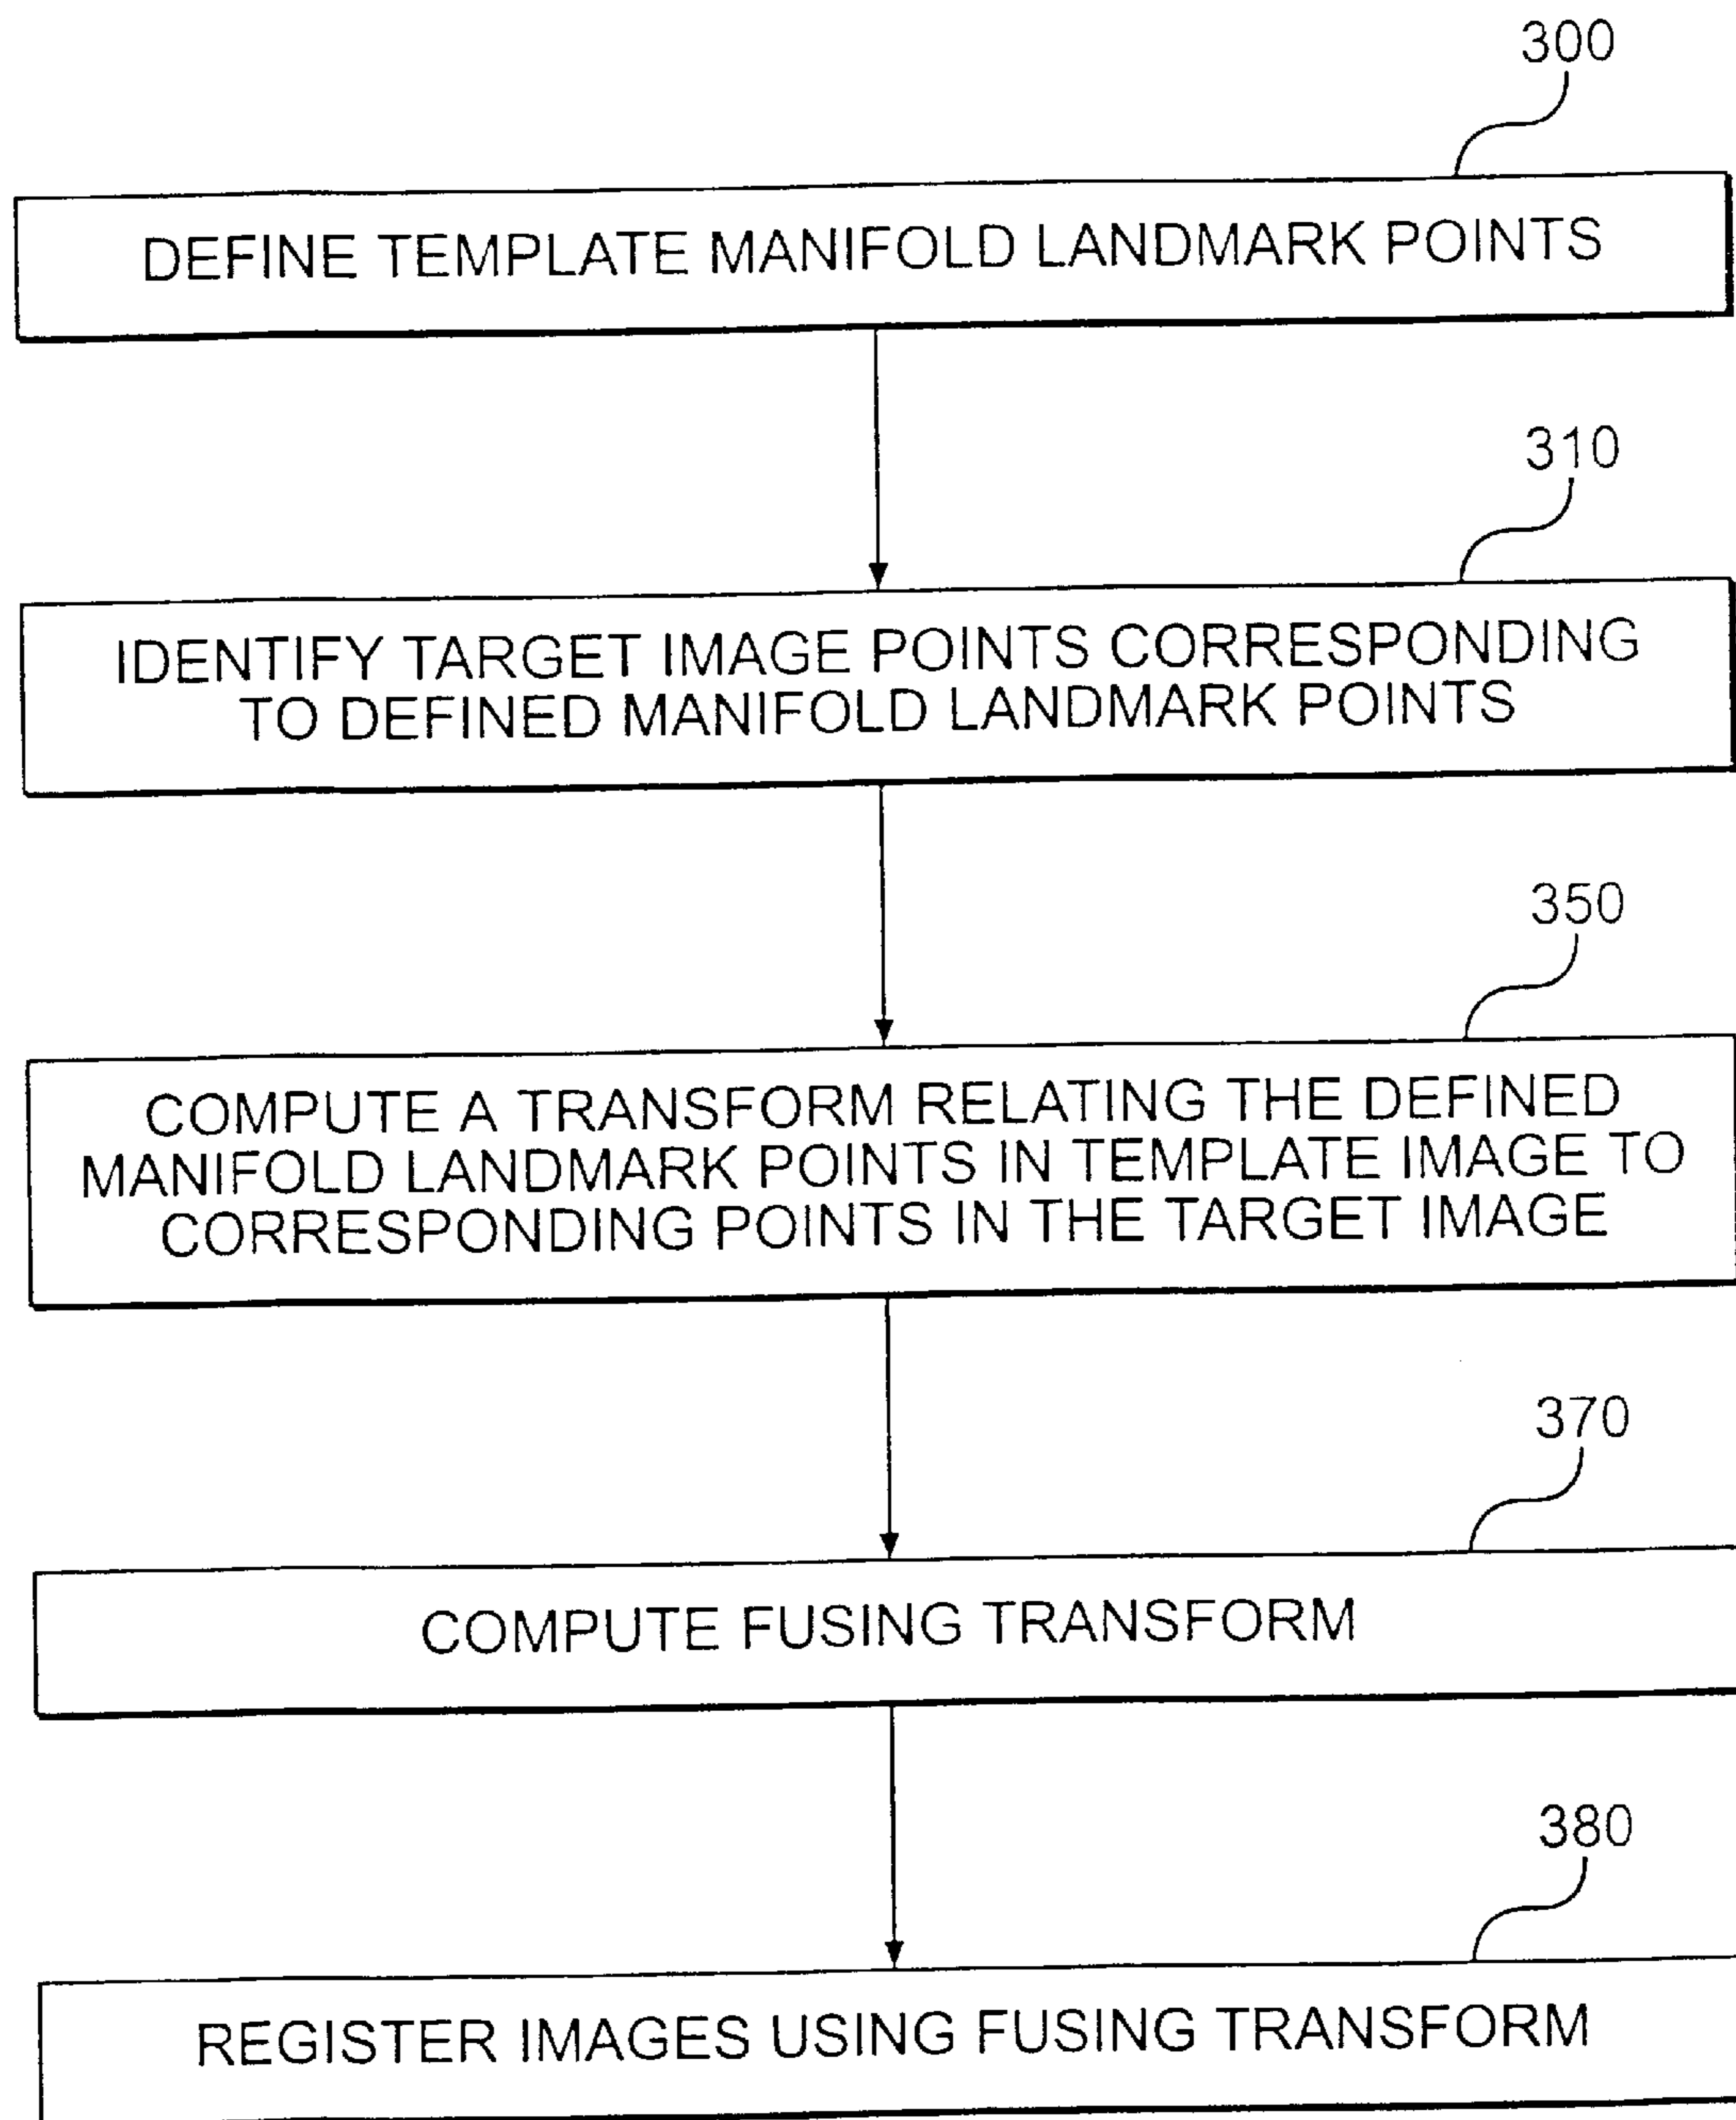 300
DEFINE TEMPLATE MANIFOLD LANDMARK POINTS
310
IDENTIFY TARGET IMAGE POINTS CORRESPONDING
TO DEFINED MANIFOLD LANDMARK POINTS
350
COMPUTE A TRANSFORM RELATING THE DEFINED
MANIFOLD LANDMARK POINTS IN TEMPLATE IMAGE TO
CORRESPONDING POINTS IN THE TARGET IMAGE
370
COMPUTE FUSING TRANSFORM
380
REGISTER IMAGES USING FUSING TRANSFORM